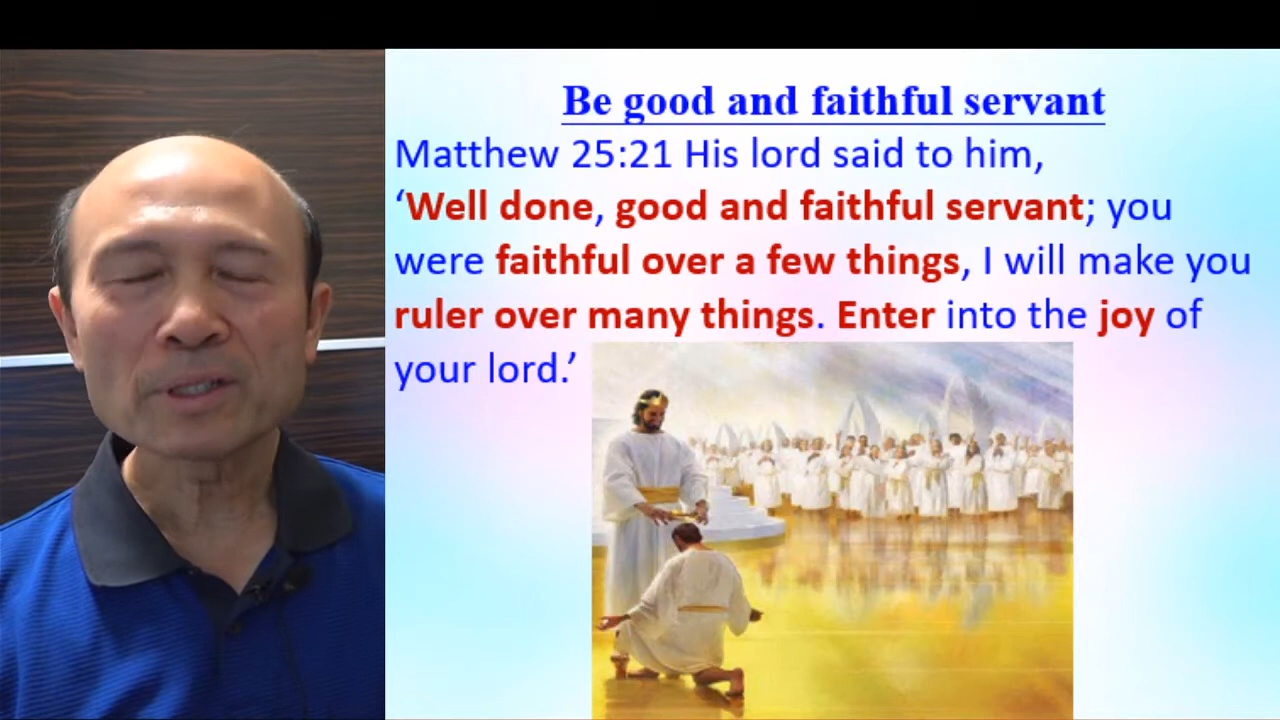 Be good and faithful servant
Matthew 25:21 His lord said to him,
‘Well done, good and faithful servant; you
were faithful over a few things, I will make you
ruler over many things. Enter into the joy of
your lord.’